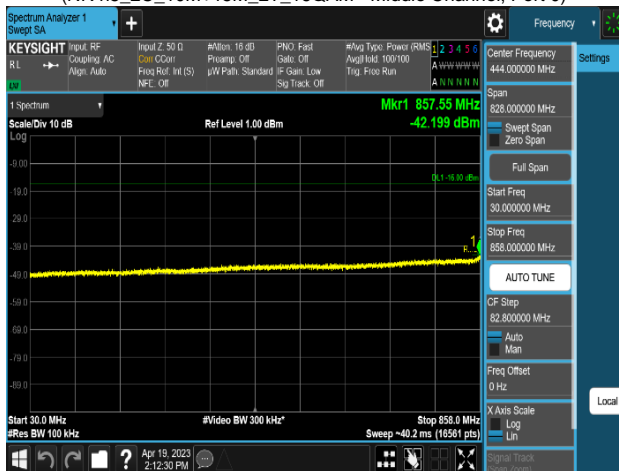 Spectrum Analyzer 1
Swept SA
+
Frequency
KEYSIGHT
RL
Input: RF
Coupling: AC
Align: Auto
Input Z: 50 Ω
Corr CCorr
Freq Ref: Int (S)
NFE: Off
#Atten: 16 dB
Preamp: Off
µW Path: Standard
PNO: Fast
Gate: Off
IF Gain: Low
Sig Track: Off
#Avg Type: Power (RMS
Avg|Hold: 100/100
Trig: Free Run
1 2 3 4 5 6
A W W W W W
A N N N N N
1 Spectrum
Scale/Div 10 dB
Log
Ref Level 1.00 dBm
Mkr1 857.55 MHz
-42.199 dBm
-9.00
DL1 -16.00 dBm
-19.0
-29.0
-39.0
1
-49.0
-59.0
-69.0
-79.0
-89.0
Start 30.0 MHz
#Video BW 300 kHz*
Stop 858.0 MHz
#Res BW 100 kHz
Sweep ~40.2 ms (16561 pts)
Apr 19, 2023
2:12:30 PM
Center Frequency
444.000000 MHz
Settings
Span
828.000000 MHz
Swept Span
Zero Span
Full Span
Start Freq
30.000000 MHz
Stop Freq
858.000000 MHz
AUTO TUNE
CF Step
82.800000 MHz
Auto
Man
Freq Offset
0 Hz
X Axis Scale
Log
Lin
Local
Signal Track
(Span Zoom)